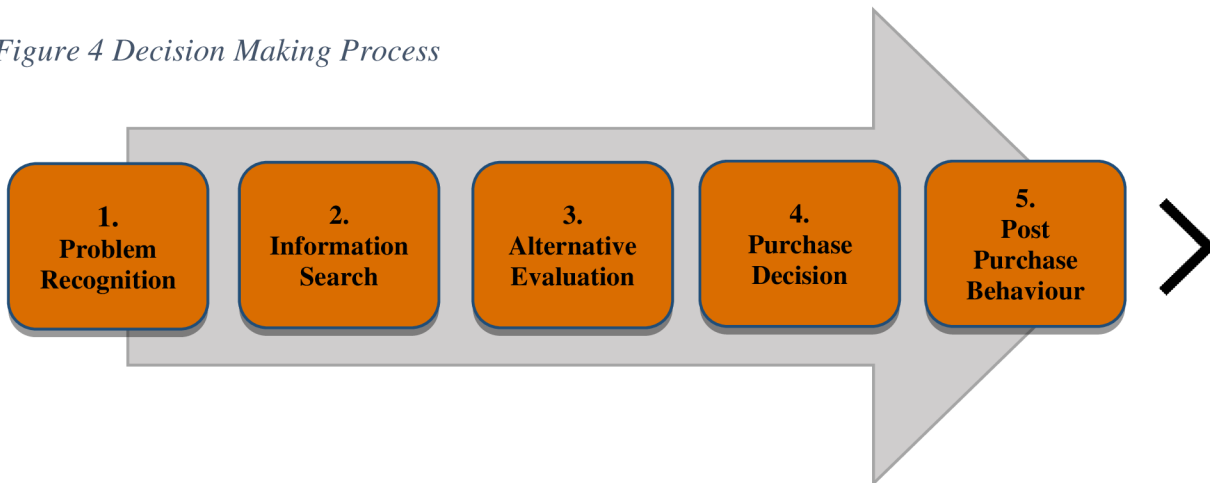 Figure 4 Decision Making Process
1.
Problem
Recognition
2.
Information
Search
3.
Alternative
Evaluation
4.
Purchase
Decision
5.
Post
Purchase
Behaviour